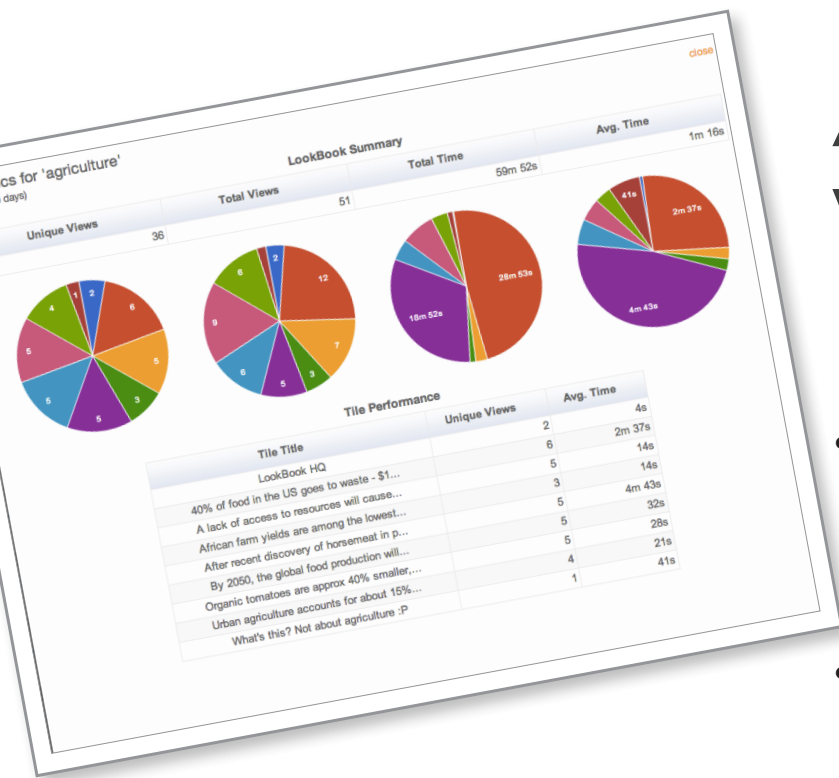 close
cs for 'agriculture'
days)
LookBook Summary
Unique Views
Total Views
Total Time
Avg. Time
36
51
59m 52s
1m 16s
1
2
6
5
3
5
5
5
4
2
12
7
3
5
6
9
6
28m 53s
18m 52s
41s
2m 37s
4m 43s
Tile Performance
Tile Title
Unique Views
Avg. Time
LookBook HQ 2 4s
40% of food in the US goes to waste - $1... 6 2m 37s
A lack of access to resources will cause... 5 14s
African farm yields are among the lowest... 3 14s
After recent discovery of horsemeat in p... 5 4m 43s
By 2050, the global food production will... 5 32s
Organic tomatoes are approx 40% smaller,... 5 28s
Urban agriculture accounts for about 15%... 4 21s
What's this? Not about agriculture :P 1 41s